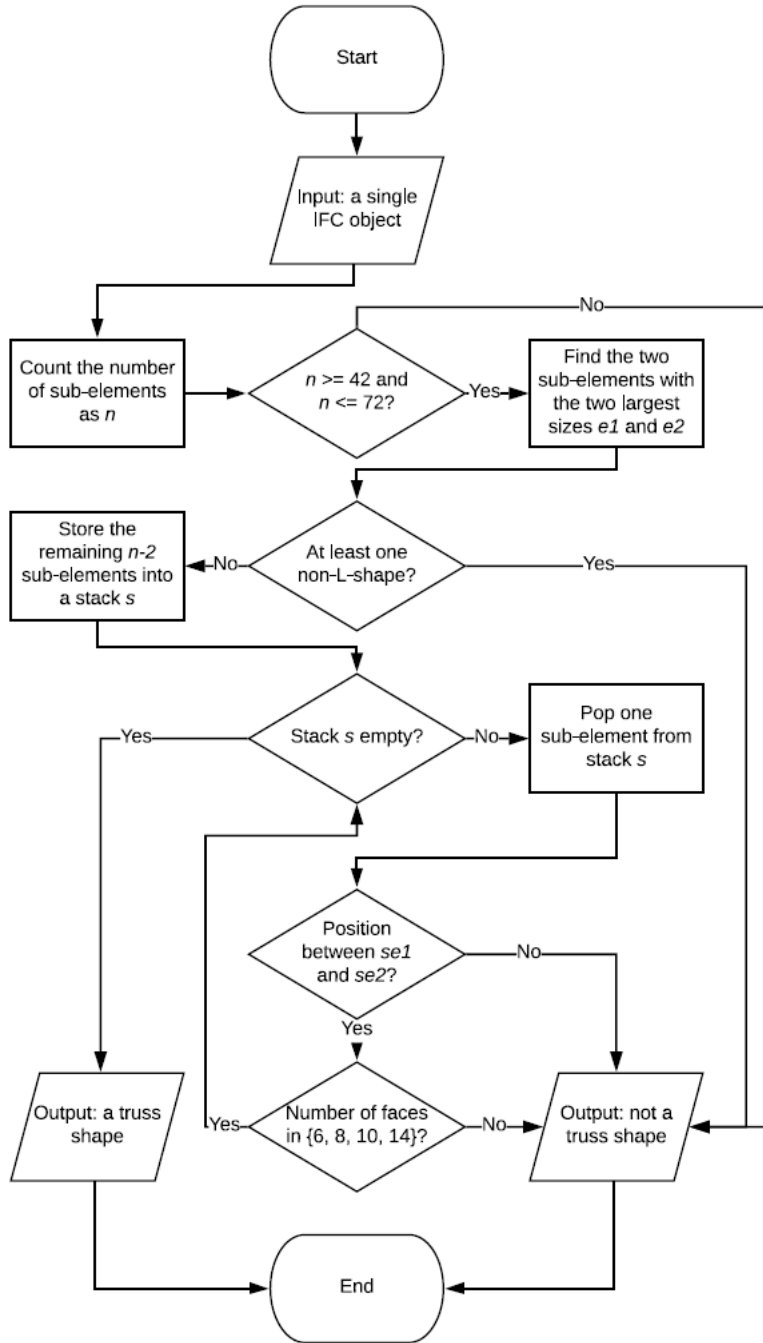 Start
Input: a single
IFC object
No
Count the number
of sub-elements
as n
n >= 42 and
n <= 72?
Yes
Find the two
sub-elements with
the two largest
sizes e1 and e2
Store the
remaining n-2
sub-elements into
a stack s
No
At least one
non-L-shape?
Yes
Yes
Stack s empty?
No
Pop one
sub-element from
stack s
Position
between se1
and se2?
No
Yes
Output: a truss
shape
Yes
Number of faces
in {6, 8, 10, 14}?
No
Output: not a
truss shape
End